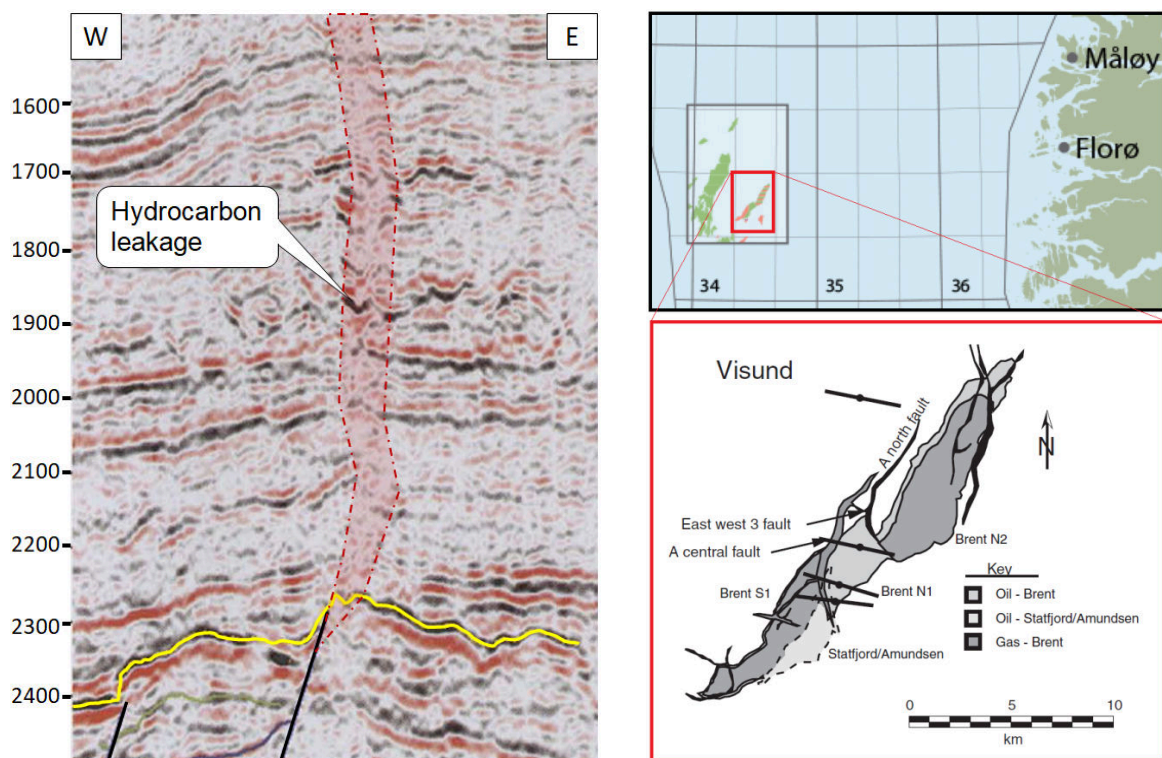 W
E
1600
1700
1800
1900
2000
2100
2200
2300
2400
Hydrocarbon
leakage
Måløy
Florø
34
35
36
Visund
N
A north fault
East west 3 fault
A central fault
Brent N2
Brent S1
Brent N1
Statfjord/Amundsen
Key
Oil - Brent
Oil - Statfjord/Amundsen
Gas - Brent
0
5
10
km